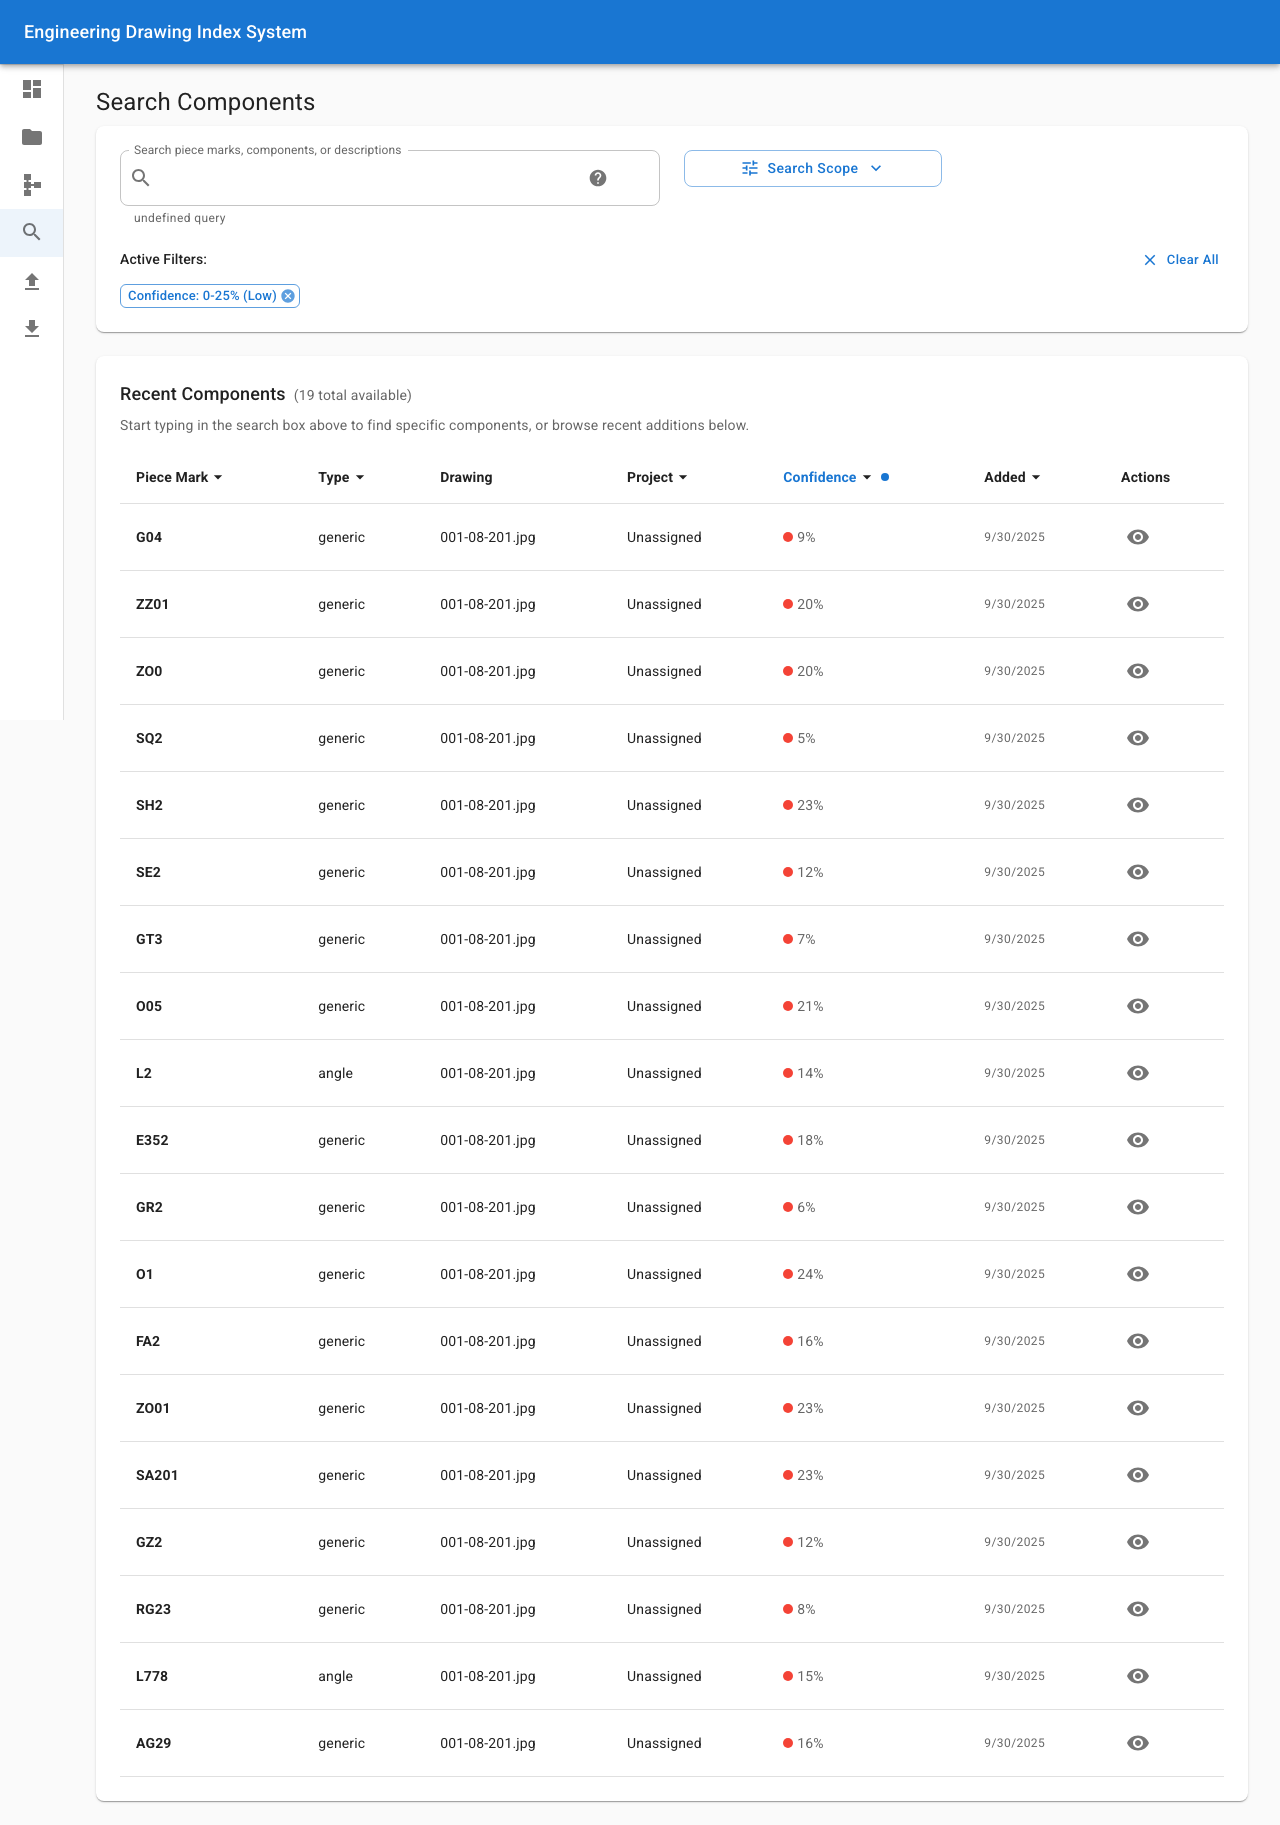 Engineering Drawing Index System
Search Components
Search piece marks, components, or descriptions
Search Scope
undefined query
Active Filters:
Clear All
Confidence: 0-25% (Low)
Recent Components (19 total available)
Start typing in the search box above to find specific components, or browse recent additions below.
Piece Mark Type Drawing Project Confidence Added Actions
G04 generic 001-08-201.jpg Unassigned 9% 9/30/2025
ZZ01 generic 001-08-201.jpg Unassigned 20% 9/30/2025
ZO0 generic 001-08-201.jpg Unassigned 20% 9/30/2025
SQ2 generic 001-08-201.jpg Unassigned 5% 9/30/2025
SH2 generic 001-08-201.jpg Unassigned 23% 9/30/2025
SE2 generic 001-08-201.jpg Unassigned 12% 9/30/2025
GT3 generic 001-08-201.jpg Unassigned 7% 9/30/2025
O05 generic 001-08-201.jpg Unassigned 21% 9/30/2025
L2 angle 001-08-201.jpg Unassigned 14% 9/30/2025
E352 generic 001-08-201.jpg Unassigned 18% 9/30/2025
GR2 generic 001-08-201.jpg Unassigned 6% 9/30/2025
O1 generic 001-08-201.jpg Unassigned 24% 9/30/2025
FA2 generic 001-08-201.jpg Unassigned 16% 9/30/2025
ZO01 generic 001-08-201.jpg Unassigned 23% 9/30/2025
SA201 generic 001-08-201.jpg Unassigned 23% 9/30/2025
GZ2 generic 001-08-201.jpg Unassigned 12% 9/30/2025
RG23 generic 001-08-201.jpg Unassigned 8% 9/30/2025
L778 angle 001-08-201.jpg Unassigned 15% 9/30/2025
AG29 generic 001-08-201.jpg Unassigned 16% 9/30/2025